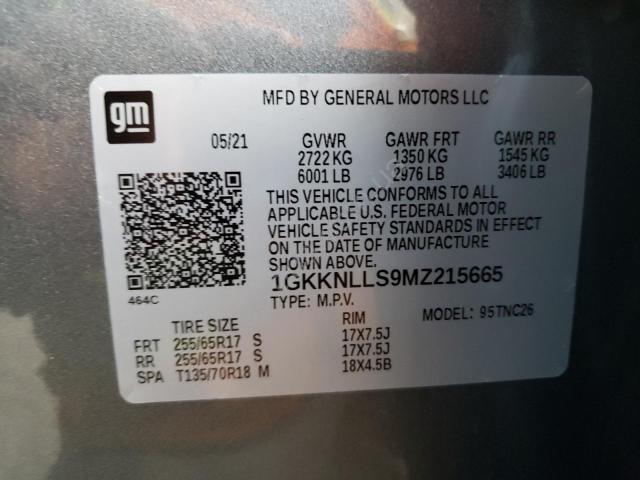 gm
MFD BY GENERAL MOTORS LLC
05/21 GVWR GAWR FRT GAWR RR
2722 KG 1350 KG 1545 KG
6001 LB 2976 LB 3406 LB
THIS VEHICLE CONFORMS TO ALL
APPLICABLE U.S. FEDERAL MOTOR
VEHICLE SAFETY STANDARDS IN EFFECT
ON THE DATE OF MANUFACTURE
SHOWN ABOVE.
464C
1GKKNLLS9MZ215665
TYPE: M.P.V. MODEL: 95TNC26
TIRE SIZE RIM
FRT 255/65R17 S 17X7.5J
RR 255/65R17 S 17X7.5J
SPA T135/70R18 M 18X4.5B